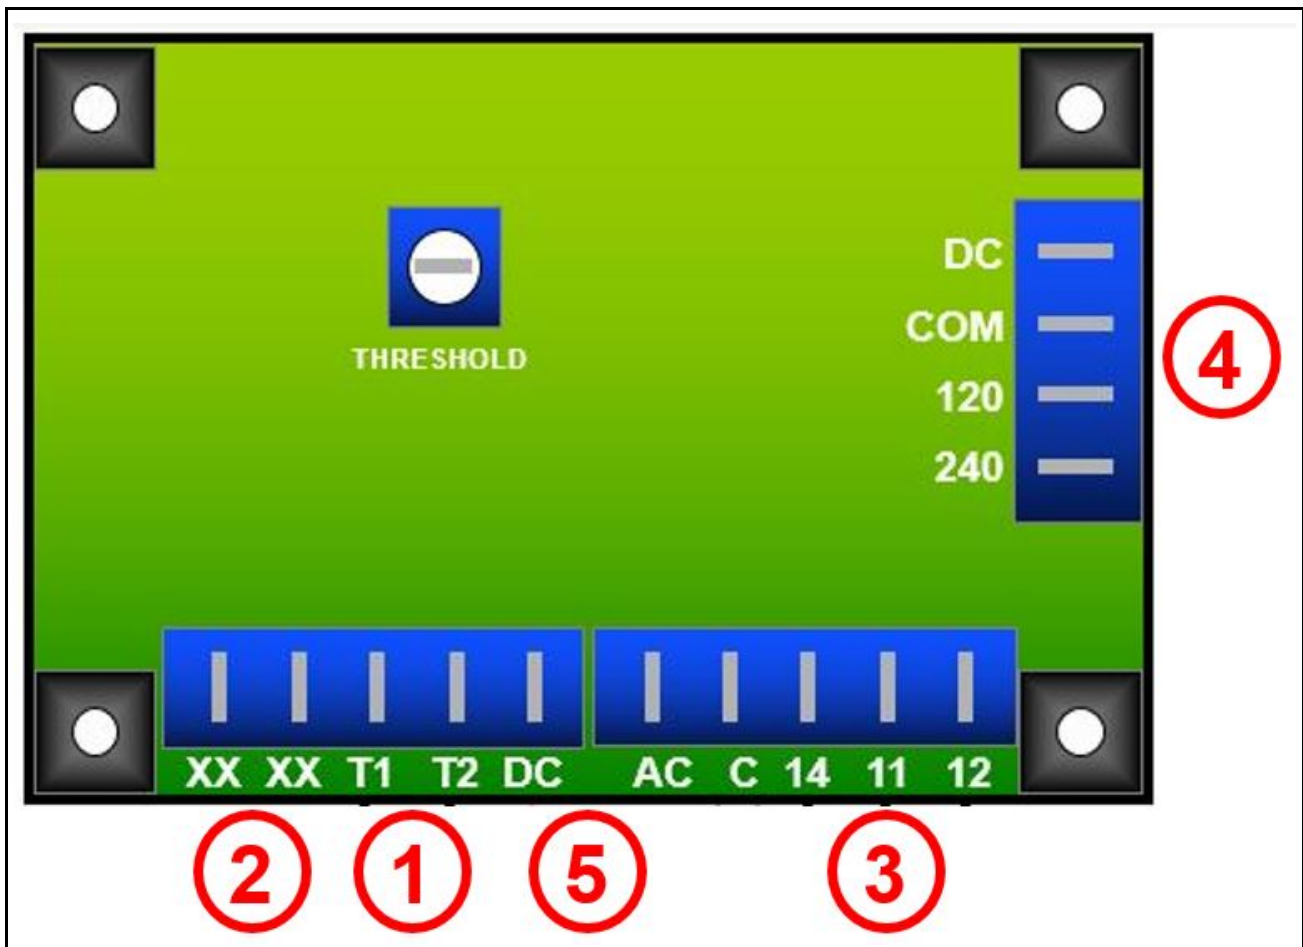 DC
COM
120
240
4
THRESHOLD
XX XX T1 T2 DC AC C 14 11 12
2 1 5 3